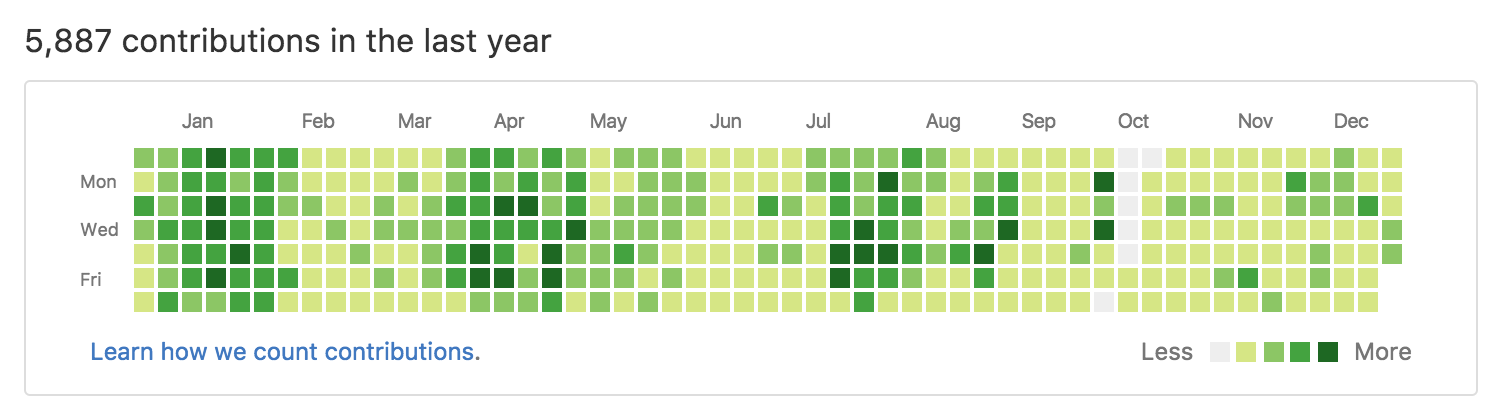 5,887 contributions in the last year
Jan Feb Mar Apr May Jun Jul Aug Sep Oct Nov Dec
Mon
Wed
Fri
Learn how we count contributions.
Less More